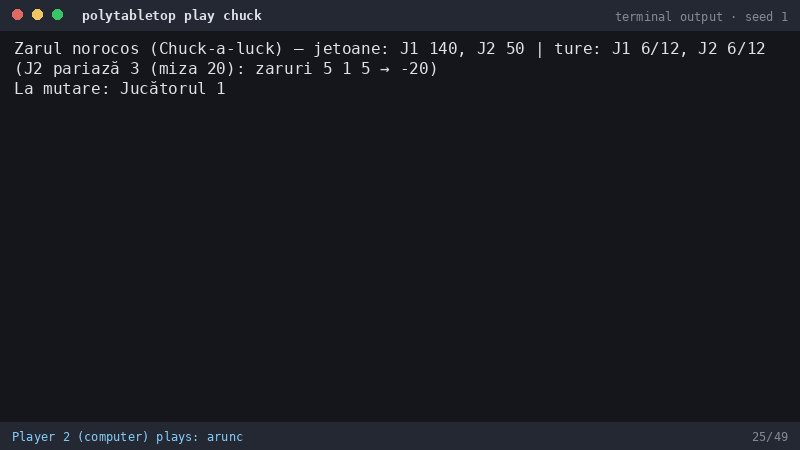 polytabletop play chuck
terminal output · seed 1
Zarul norocos (Chuck-a-luck) — jetoane: J1 140, J2 50 | ture: J1 6/12, J2 6/12
(J2 pariază 3 (miza 20): zaruri 5 1 5 → -20)
La mutare: Jucătorul 1
Player 2 (computer) plays: arunc
25/49